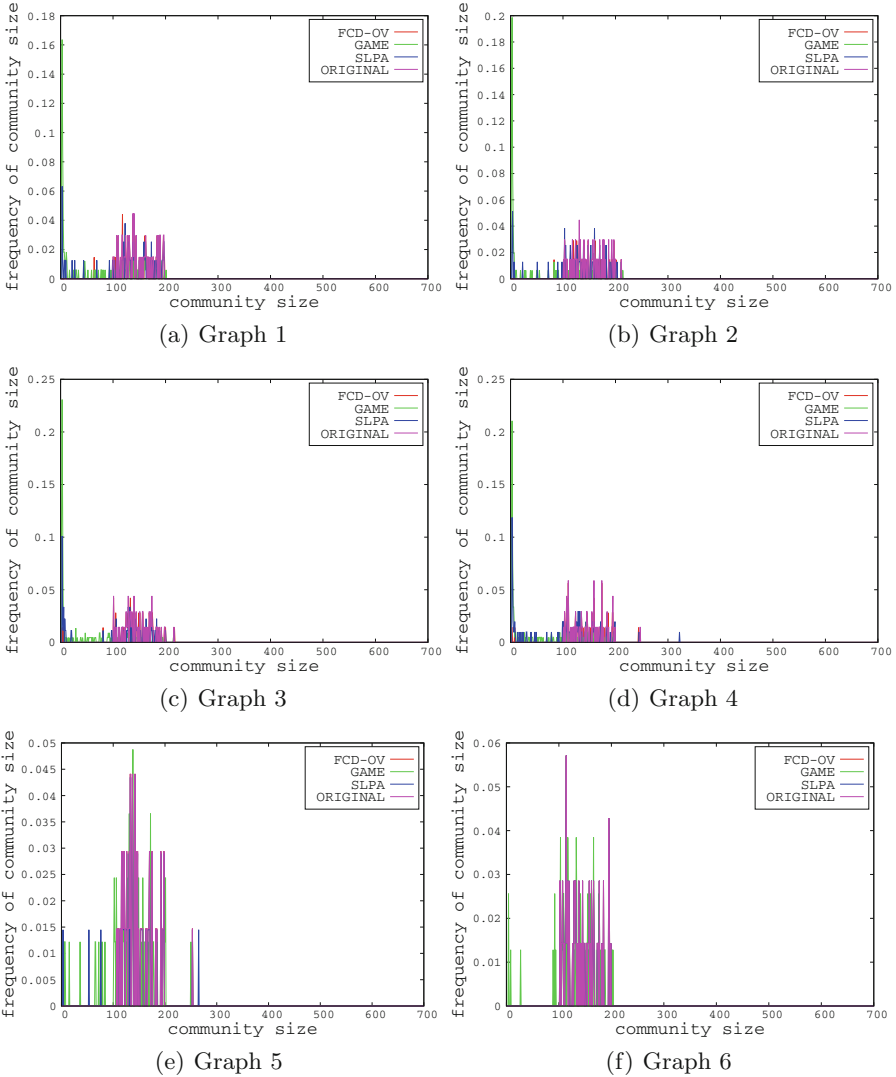 frequency of community size
0.18
0.16
0.14
0.12
0.1
0.08
0.06
0.04
0.02
0
FCD-OV
GAME
SLPA
ORIGINAL
0 100 200 300 400 500 600 700
community size
(a) Graph 1
frequency of community size
0.2
0.18
0.16
0.14
0.12
0.1
0.08
0.06
0.04
0.02
0
FCD-OV
GAME
SLPA
ORIGINAL
0 100 200 300 400 500 600 700
community size
(b) Graph 2
frequency of community size
0.25
0.2
0.15
0.1
0.05
0
FCD-OV
GAME
SLPA
ORIGINAL
0 100 200 300 400 500 600 700
community size
(c) Graph 3
frequency of community size
0.25
0.2
0.15
0.1
0.05
0
FCD-OV
GAME
SLPA
ORIGINAL
0 100 200 300 400 500 600 700
community size
(d) Graph 4
frequency of community size
0.05
0.045
0.04
0.035
0.03
0.025
0.02
0.015
0.01
0.005
0
FCD-OV
GAME
SLPA
ORIGINAL
0 100 200 300 400 500 600 700
community size
(e) Graph 5
frequency of community size
0.06
0.05
0.04
0.03
0.02
0.01
0
FCD-OV
GAME
SLPA
ORIGINAL
0 100 200 300 400 500 600 700
community size
(f) Graph 6